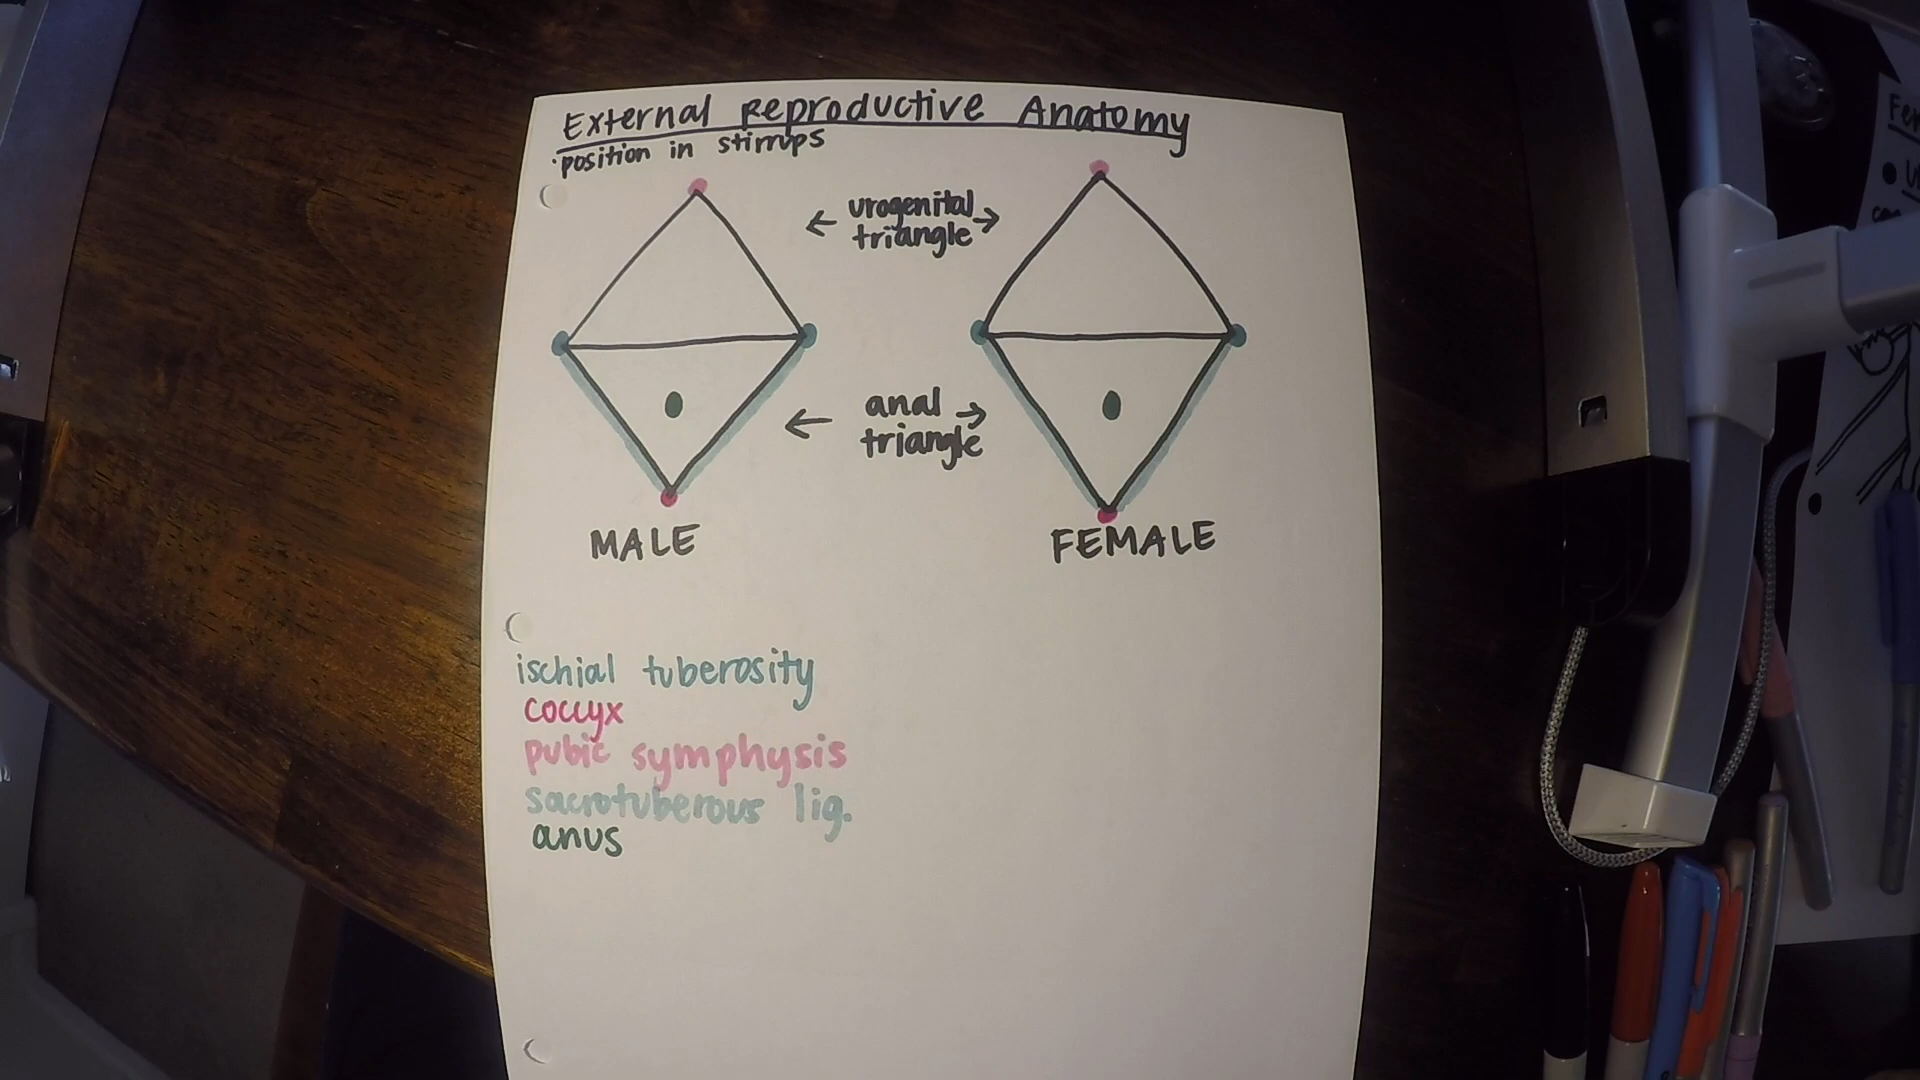 External Reproductive Anatomy
·position in stirrups
← urogenital →
triangle
← anal →
triangle
MALE
FEMALE
ischial tuberosity
coccyx
pubic symphysis
sacrotuberous lig.
anus